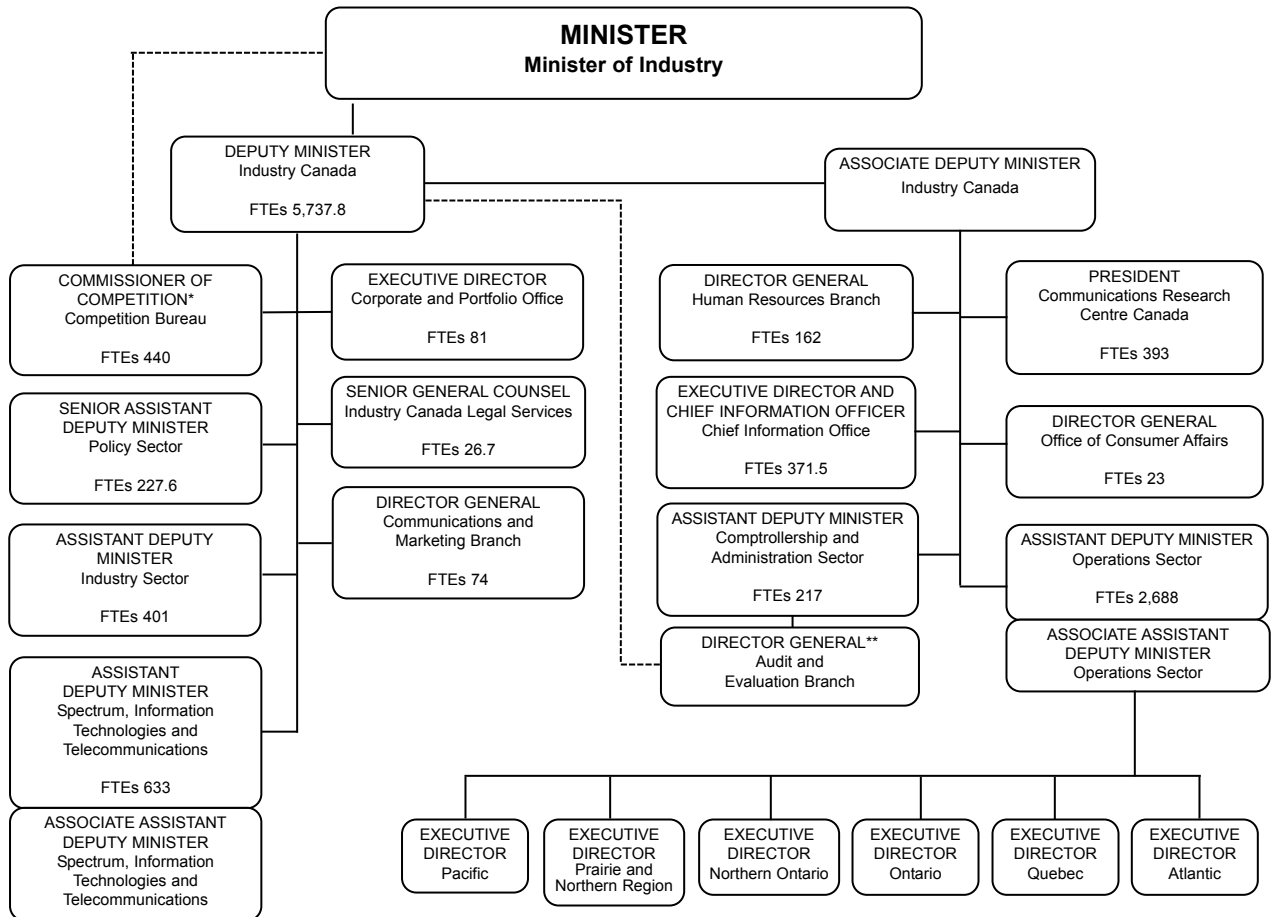 MINISTER
Minister of Industry
DEPUTY MINISTER
Industry Canada
FTEs 5,737.8
ASSOCIATE DEPUTY MINISTER
Industry Canada
COMMISSIONER OF
COMPETITION*
Competition Bureau
FTEs 440
EXECUTIVE DIRECTOR
Corporate and Portfolio Office
FTEs 81
DIRECTOR GENERAL
Human Resources Branch
FTEs 162
PRESIDENT
Communications Research
Centre Canada
FTEs 393
SENIOR ASSISTANT
DEPUTY MINISTER
Policy Sector
FTEs 227.6
SENIOR GENERAL COUNSEL
Industry Canada Legal Services
FTEs 26.7
EXECUTIVE DIRECTOR AND
CHIEF INFORMATION OFFICER
Chief Information Office
FTEs 371.5
DIRECTOR GENERAL
Office of Consumer Affairs
FTEs 23
ASSISTANT DEPUTY
MINISTER
Industry Sector
FTEs 401
DIRECTOR GENERAL
Communications and
Marketing Branch
FTEs 74
ASSISTANT DEPUTY MINISTER
Comptrollership and
Administration Sector
FTEs 217
ASSISTANT DEPUTY MINISTER
Operations Sector
FTEs 2,688
DIRECTOR GENERAL**
Audit and
Evaluation Branch
ASSOCIATE ASSISTANT
DEPUTY MINISTER
Operations Sector
ASSISTANT
DEPUTY MINISTER
Spectrum, Information
Technologies and
Telecommunications
FTEs 633
ASSOCIATE ASSISTANT
DEPUTY MINISTER
Spectrum, Information
Technologies and
Telecommunications
EXECUTIVE
DIRECTOR
Pacific
EXECUTIVE
DIRECTOR
Prairie and
Northern Region
EXECUTIVE
DIRECTOR
Northern Ontario
EXECUTIVE
DIRECTOR
Ontario
EXECUTIVE
DIRECTOR
Quebec
EXECUTIVE
DIRECTOR
Atlantic